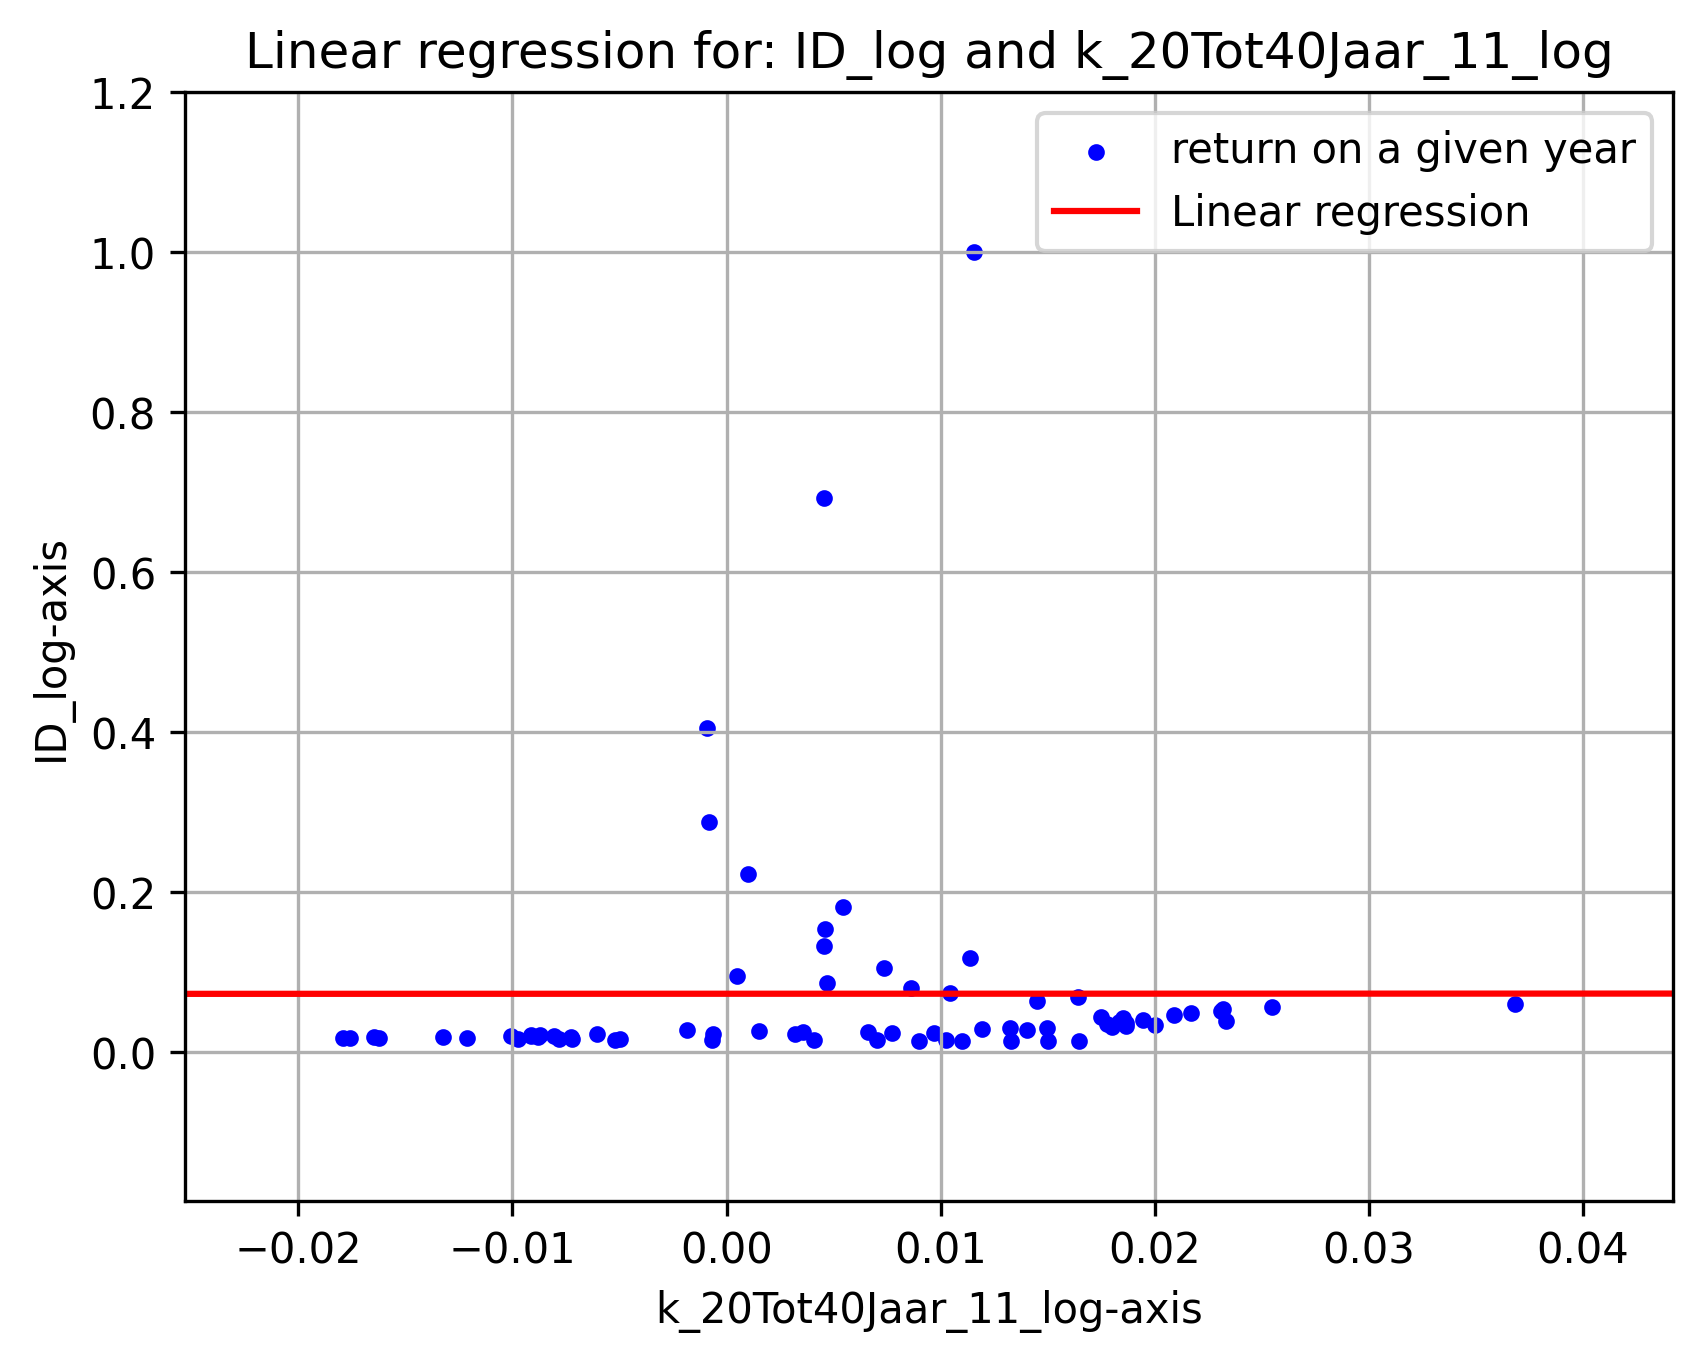 Linear regression for: ID_log and k_20Tot40Jaar_11_log
return on a given year
Linear regression
1.2
1.0
0.8
0.6
0.4
0.2
0.0
ID_log-axis
−0.02 −0.01 0.00 0.01 0.02 0.03 0.04
k_20Tot40Jaar_11_log-axis